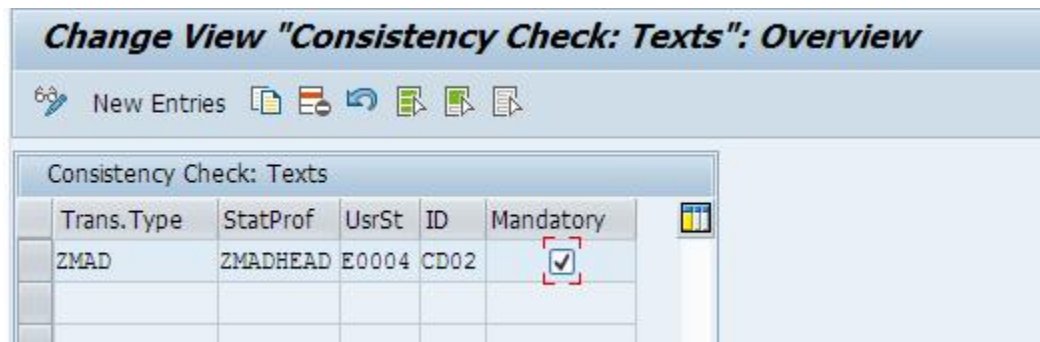 Change View "Consistency Check: Texts": Overview
New Entries
Consistency Check: Texts
Trans.Type StatProf UsrSt ID Mandatory
ZMAD ZMADHEAD E0004 CD02